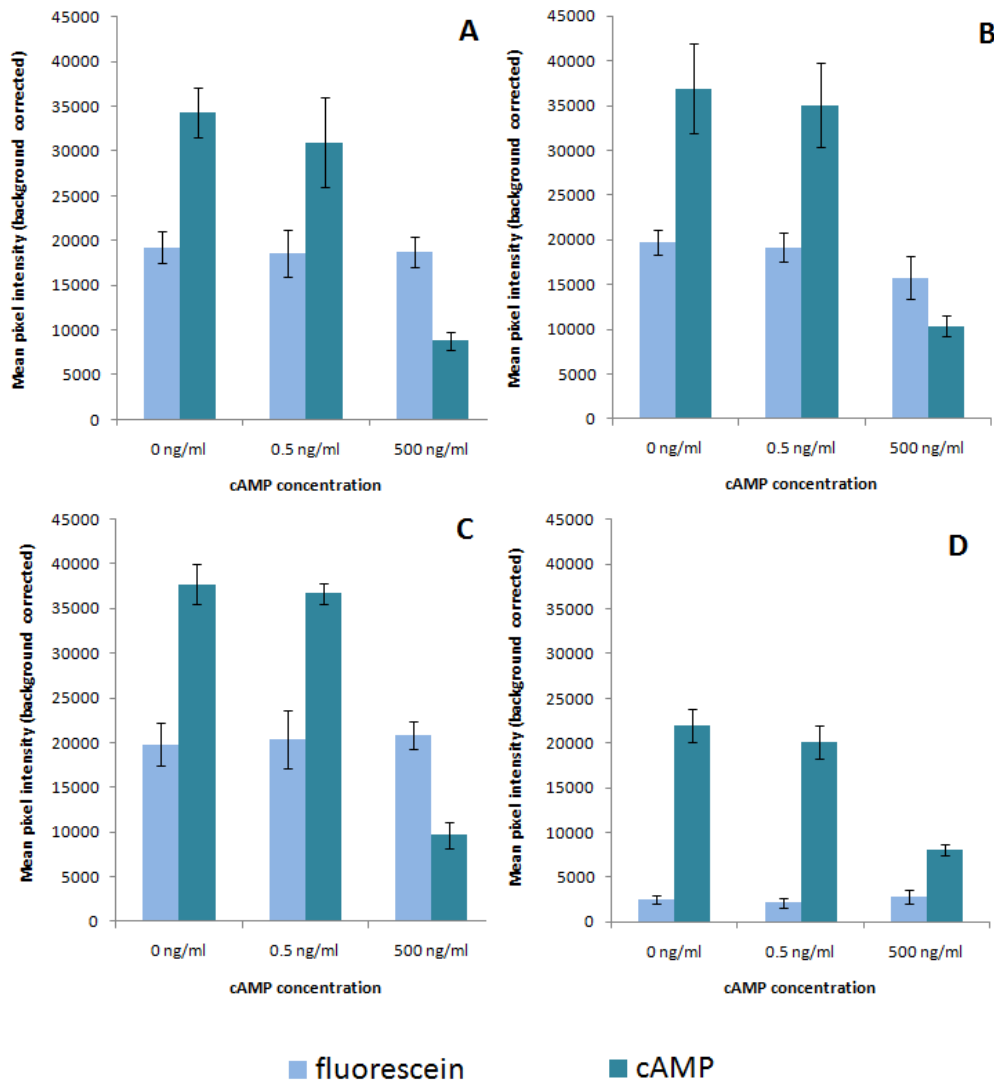 A
Mean pixel intensity (background corrected)
45000
40000
35000
30000
25000
20000
15000
10000
5000
0
0 ng/ml 0.5 ng/ml 500 ng/ml
cAMP concentration
B
Mean pixel intensity (background corrected)
45000
40000
35000
30000
25000
20000
15000
10000
5000
0
0 ng/ml 0.5 ng/ml 500 ng/ml
cAMP concentration
C
Mean pixel intensity (background corrected)
45000
40000
35000
30000
25000
20000
15000
10000
5000
0
0 ng/ml 0.5 ng/ml 500 ng/ml
cAMP concentration
D
Mean pixel intensity (background corrected)
45000
40000
35000
30000
25000
20000
15000
10000
5000
0
0 ng/ml 0.5 ng/ml 500 ng/ml
cAMP concentration
fluorescein cAMP